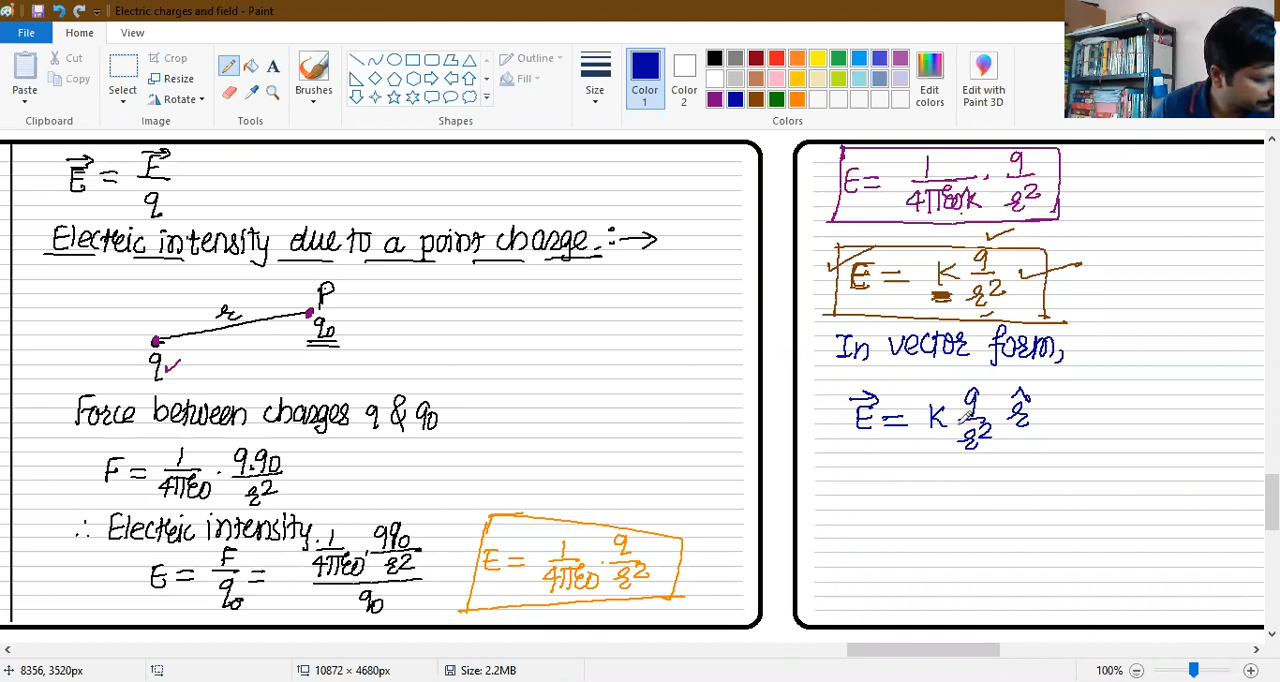 Electric charges and field - Paint
File Home View
Paste Cut Copy Clipboard
Select Crop Resize Rotate Image
Tools
Brushes
Outline Fill Shapes
Size
Color 1 Color 2 Edit colors Colors
Edit with Paint 3D
E⃗ = F⃗ / q
Electric intensity due to a point charge :→
r P
q q0
Force between charges q & q0
F = 1/4πε0 . q.q0/r²
∴ Electric intensity.
E = F/q0 = (1/4πε0 . qq0/r²) / q0
E = 1/4πε0 . q/r²
E = 1/4πε0K . q/r²
E = K q/r²
In vector form,
E⃗ = K q/r² r̂
8356, 3520px 10872 × 4680px Size: 2.2MB 100%